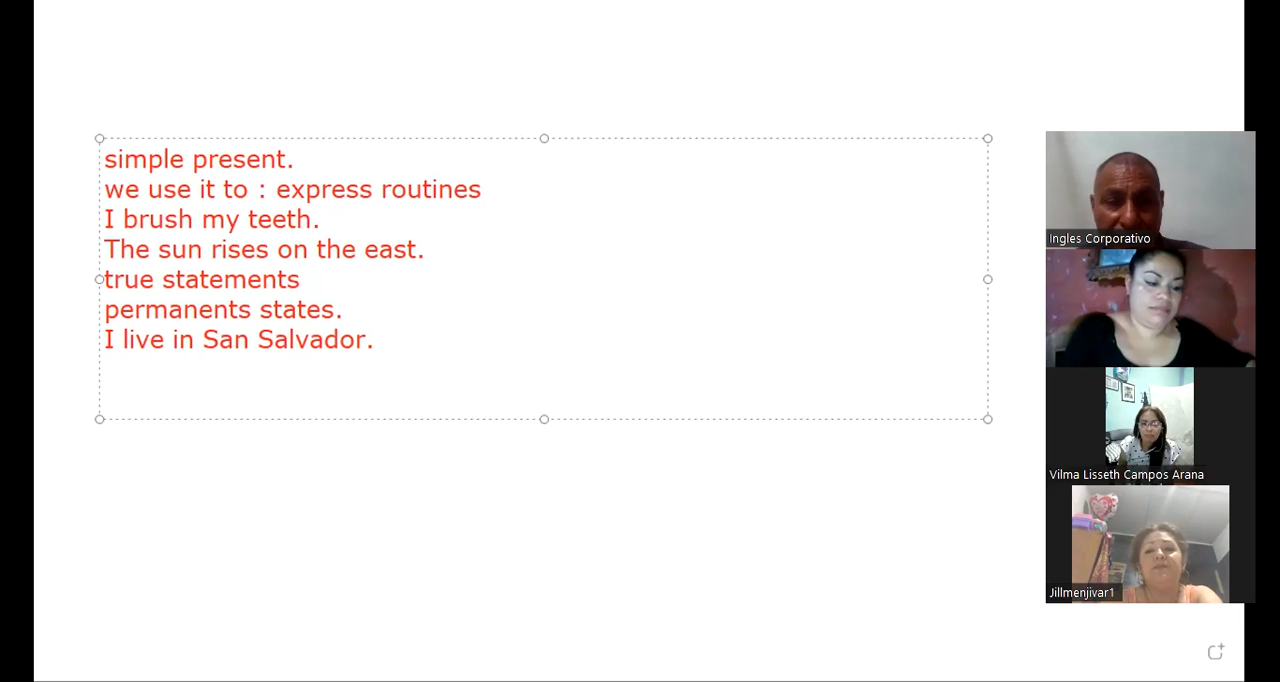 simple present.
we use it to : express routines
I brush my teeth.
The sun rises on the east.
true statements
permanents states.
I live in San Salvador.
Ingles Corporativo
Vilma Lisseth Campos Arana
Jillmenjivar1